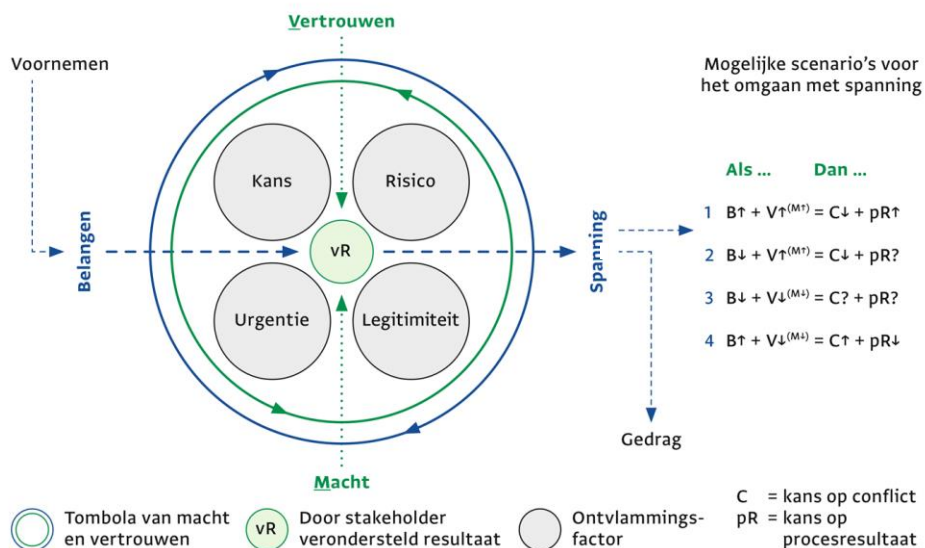 Vertrouwen
Voornemen
Mogelijke scenario's voor
het omgaan met spanning
Kans
Risico
Als ... Dan ...
1 B↑ + V↑(M↑) = C↓ + pR↑
Belangen
vR
Spanning
2 B↓ + V↑(M↑) = C↓ + pR?
3 B↓ + V↓(M↓) = C? + pR?
Urgentie
Legitimiteit
4 B↑ + V↓(M↓) = C↑ + pR↓
Gedrag
Macht
Tombola van macht
en vertrouwen
vR
Door stakeholder
verondersteld resultaat
Ontvlammings-
factor
C = kans op conflict
pR = kans op
procesresultaat